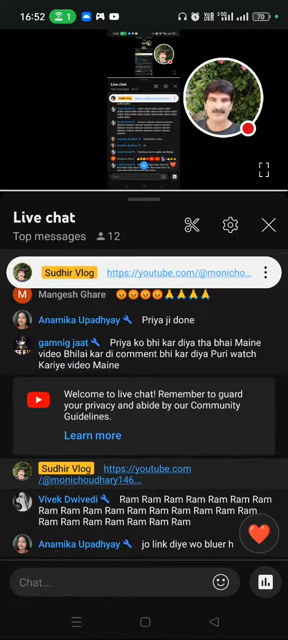 16:52
1
70
Live chat
Top messages 12
Sudhir Vlog https://youtube.com/@monicho...
Mangesh Ghare 😡😡😡😡🙏🙏🙏🙏
Anamika Upadhyay Priya ji done
gamnig jaat Priya ko bhi kar diya tha bhai Maine
video Bhilai kar di comment bhi kar diya Puri watch
Kariye video Maine
Welcome to live chat! Remember to guard
your privacy and abide by our Community
Guidelines.
Learn more
Sudhir Vlog https://youtube.com
/@monichoudhary146...
Vivek Dwivedi Ram Ram Ram Ram Ram Ram Ram
Ram Ram Ram Ram Ram Ram Ram Ram Ram
Ram Ram Ram Ram Ram Ram Ram
Anamika Upadhyay jo link diye wo bluer h
Chat...